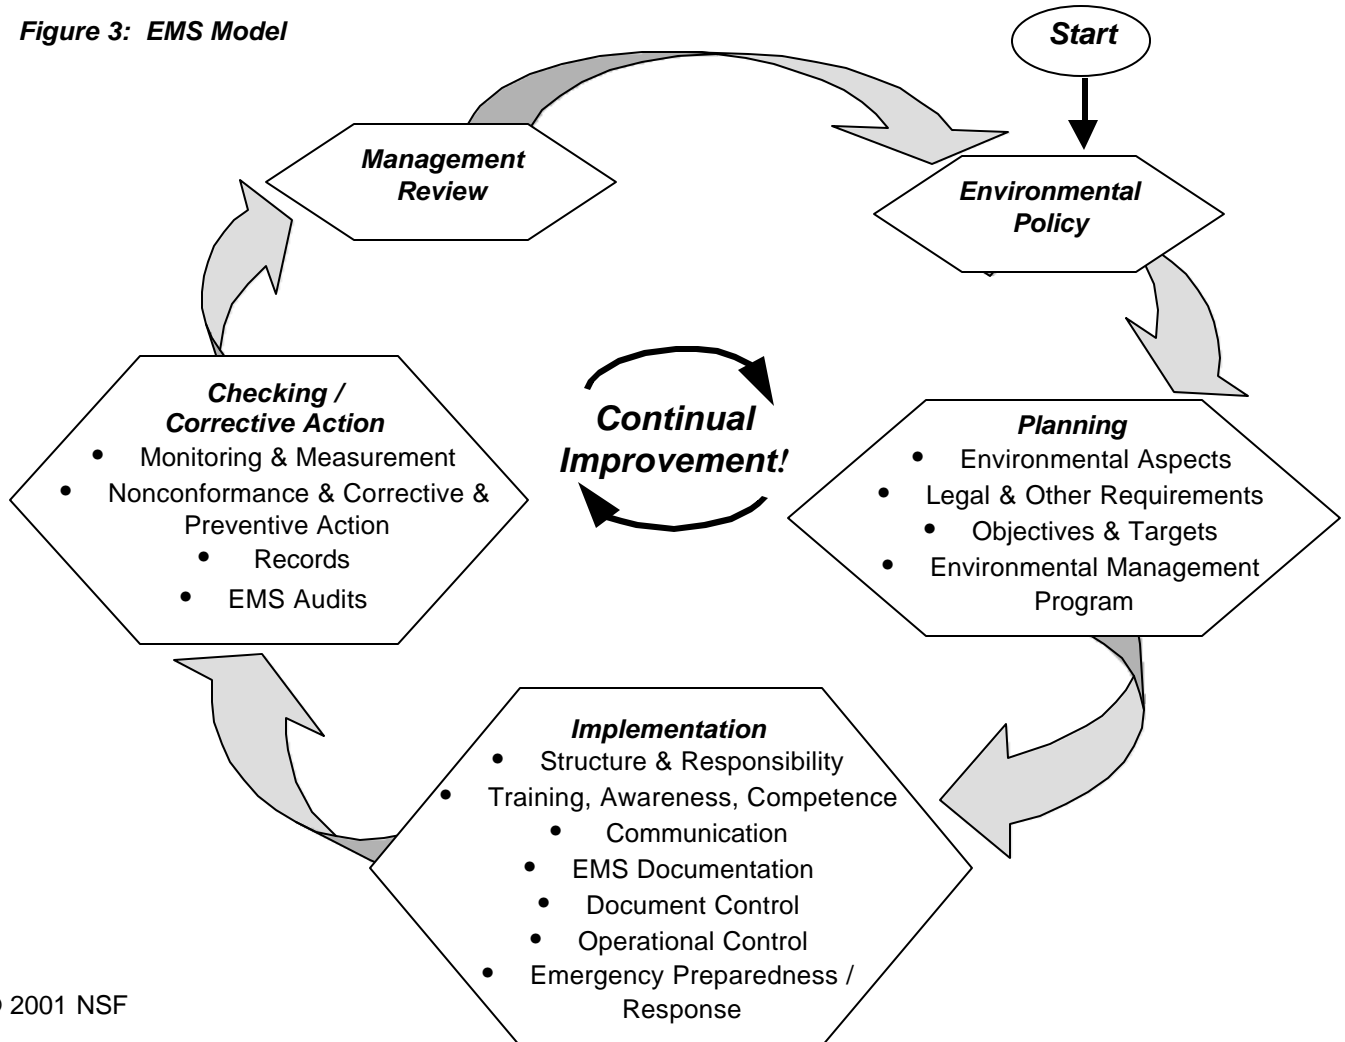 Figure 3: EMS Model
Start
Management
Review
Environmental
Policy
Planning
• Environmental Aspects
• Legal & Other Requirements
• Objectives & Targets
• Environmental Management
Program
Implementation
• Structure & Responsibility
• Training, Awareness, Competence
• Communication
• EMS Documentation
• Document Control
• Operational Control
• Emergency Preparedness /
Response
Checking /
Corrective Action
• Monitoring & Measurement
• Nonconformance & Corrective &
Preventive Action
• Records
• EMS Audits
Continual
Improvement!
© 2001 NSF